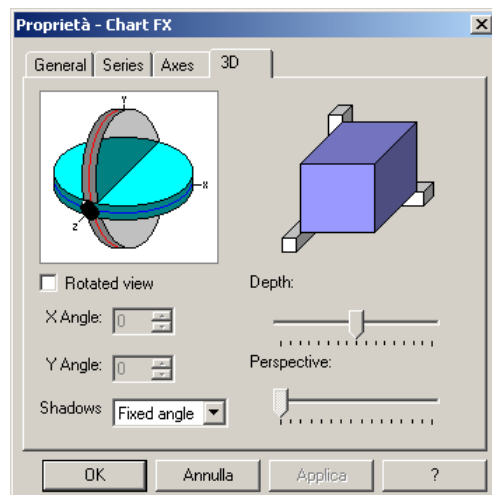 Proprietà - Chart FX
General Series Axes 3D
Y
X
Z
Rotated view
Depth:
X Angle: 0
Y Angle: 0
Perspective:
Shadows Fixed angle
OK Annulla Applica ?